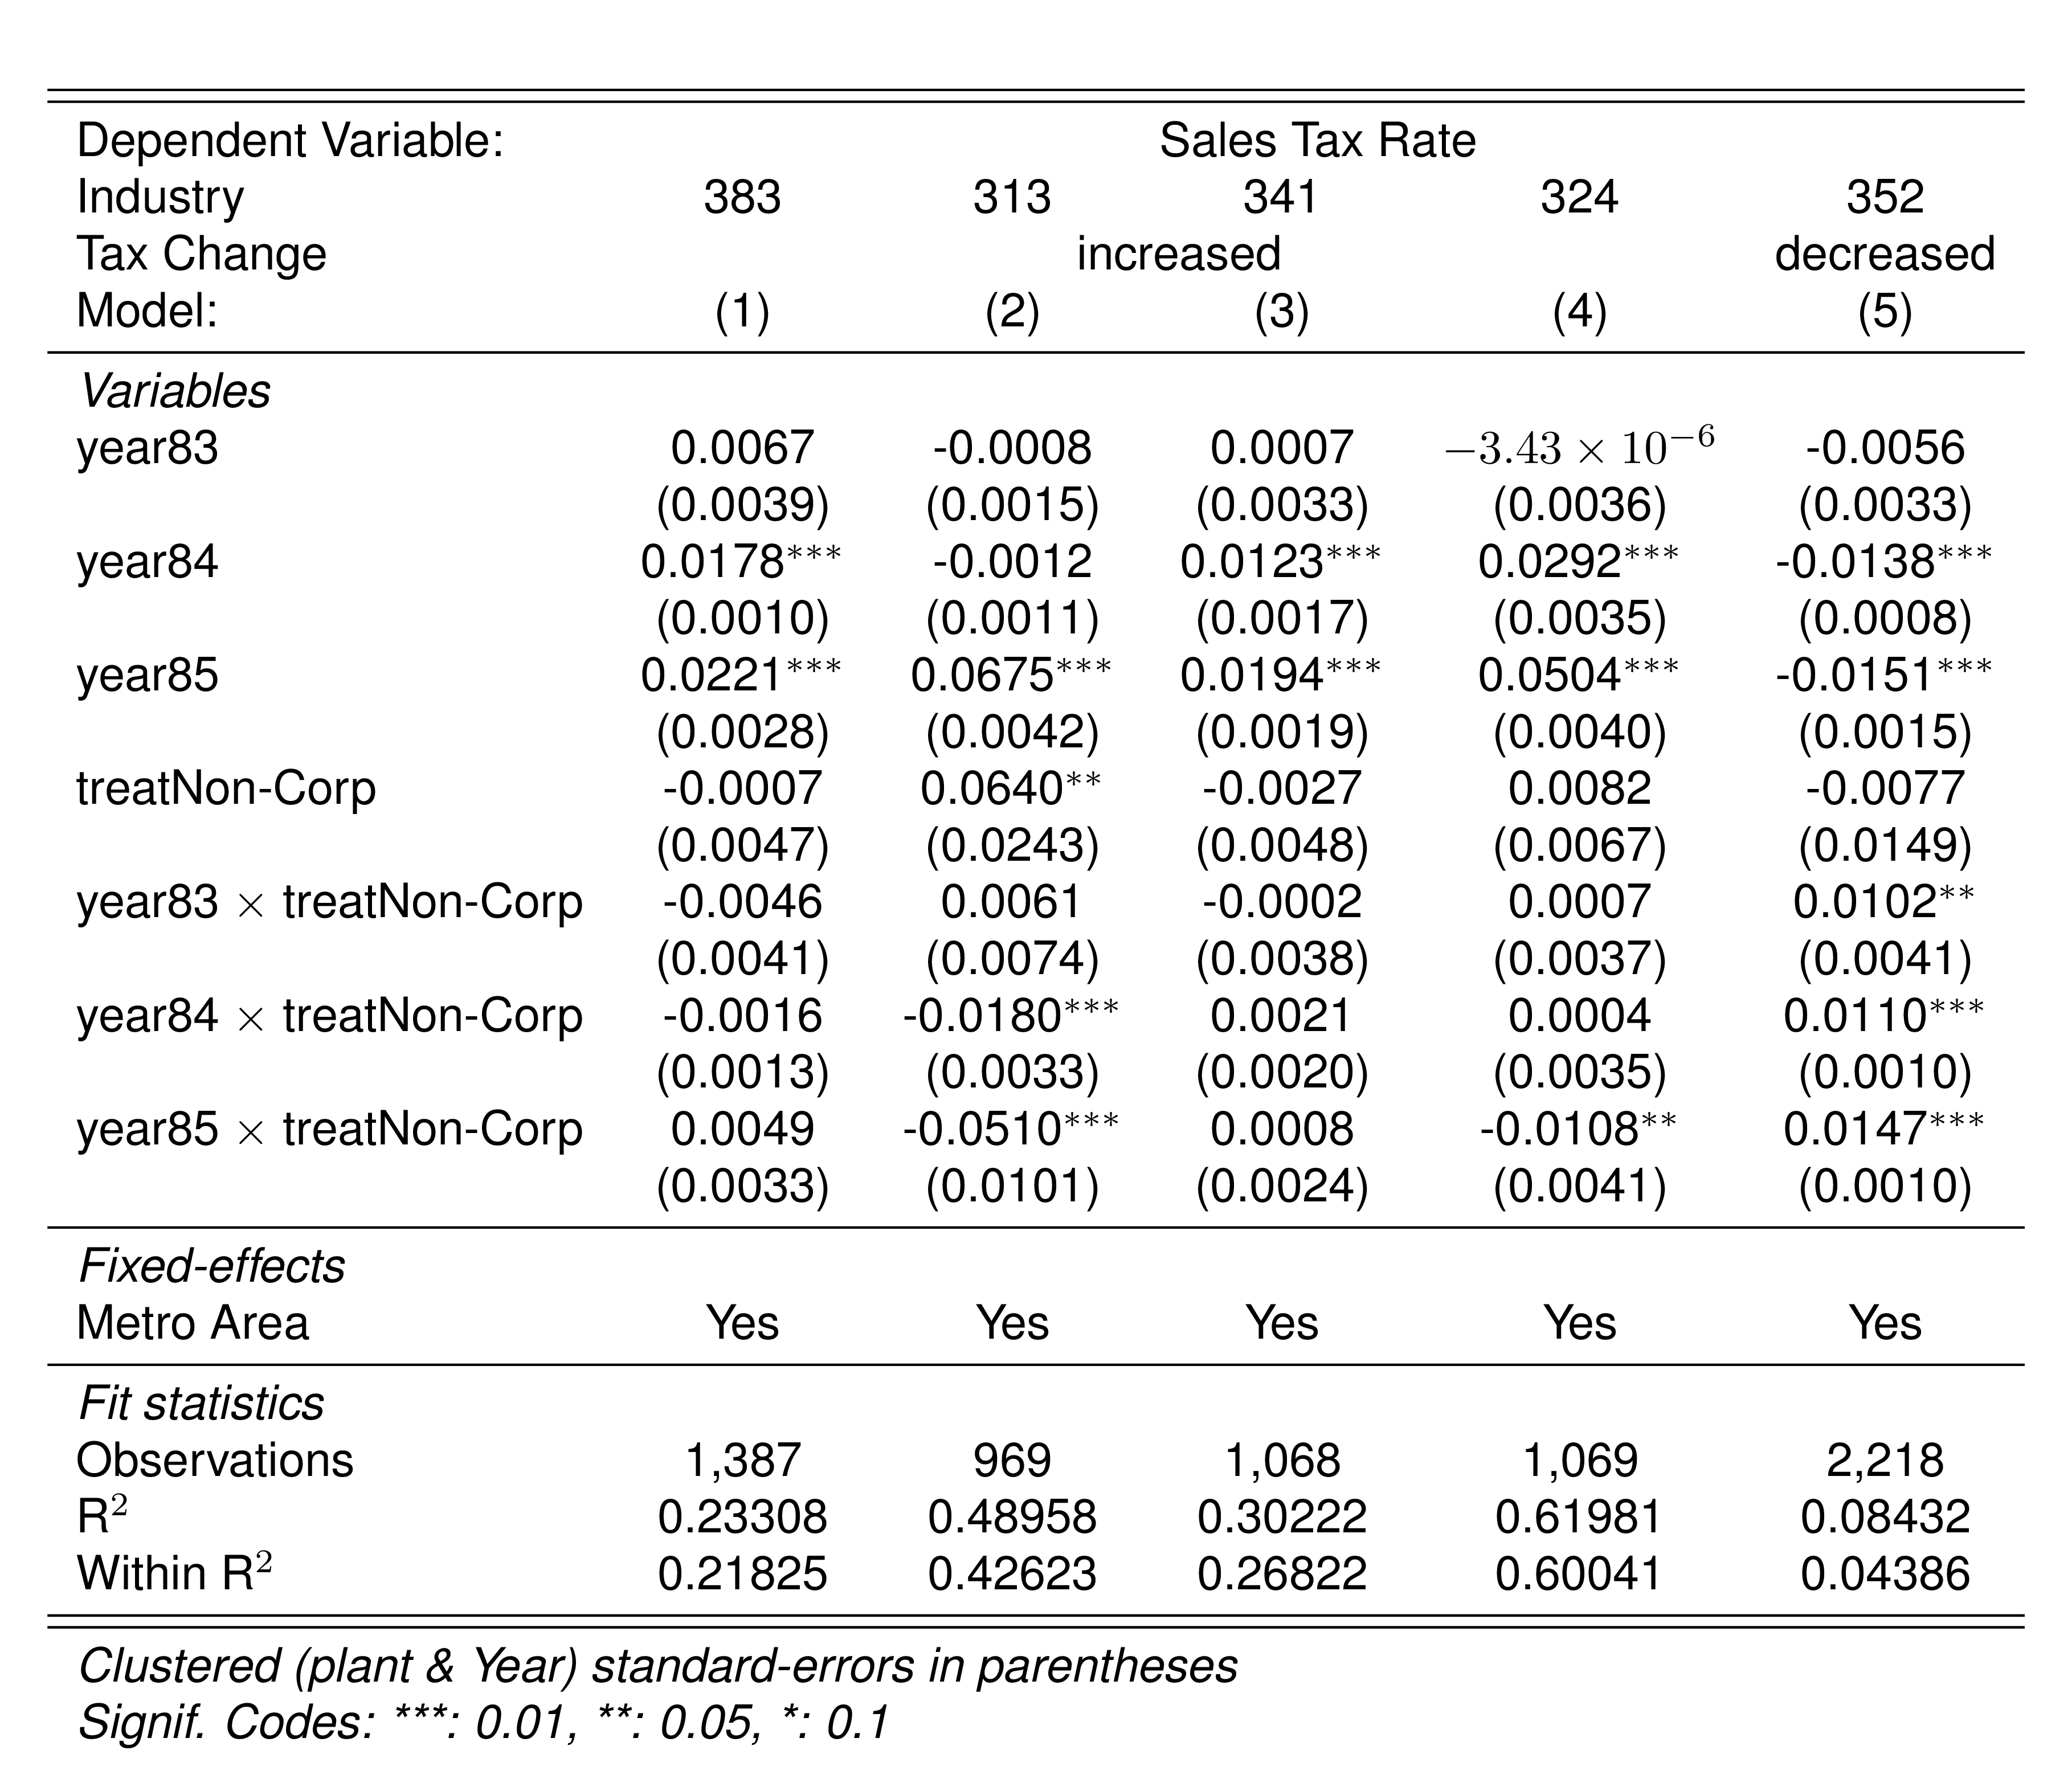 Dependent Variable: Sales Tax Rate
Industry 383 313 341 324 352
Tax Change increased decreased
Model: (1) (2) (3) (4) (5)
Variables
year83 0.0067 -0.0008 0.0007 −3.43 × 10⁻⁶ -0.0056
(0.0039) (0.0015) (0.0033) (0.0036) (0.0033)
year84 0.0178*** -0.0012 0.0123*** 0.0292*** -0.0138***
(0.0010) (0.0011) (0.0017) (0.0035) (0.0008)
year85 0.0221*** 0.0675*** 0.0194*** 0.0504*** -0.0151***
(0.0028) (0.0042) (0.0019) (0.0040) (0.0015)
treatNon-Corp -0.0007 0.0640** -0.0027 0.0082 -0.0077
(0.0047) (0.0243) (0.0048) (0.0067) (0.0149)
year83 × treatNon-Corp -0.0046 0.0061 -0.0002 0.0007 0.0102**
(0.0041) (0.0074) (0.0038) (0.0037) (0.0041)
year84 × treatNon-Corp -0.0016 -0.0180*** 0.0021 0.0004 0.0110***
(0.0013) (0.0033) (0.0020) (0.0035) (0.0010)
year85 × treatNon-Corp 0.0049 -0.0510*** 0.0008 -0.0108** 0.0147***
(0.0033) (0.0101) (0.0024) (0.0041) (0.0010)
Fixed-effects
Metro Area Yes Yes Yes Yes Yes
Fit statistics
Observations 1,387 969 1,068 1,069 2,218
R² 0.23308 0.48958 0.30222 0.61981 0.08432
Within R² 0.21825 0.42623 0.26822 0.60041 0.04386
Clustered (plant & Year) standard-errors in parentheses
Signif. Codes: ***: 0.01, **: 0.05, *: 0.1